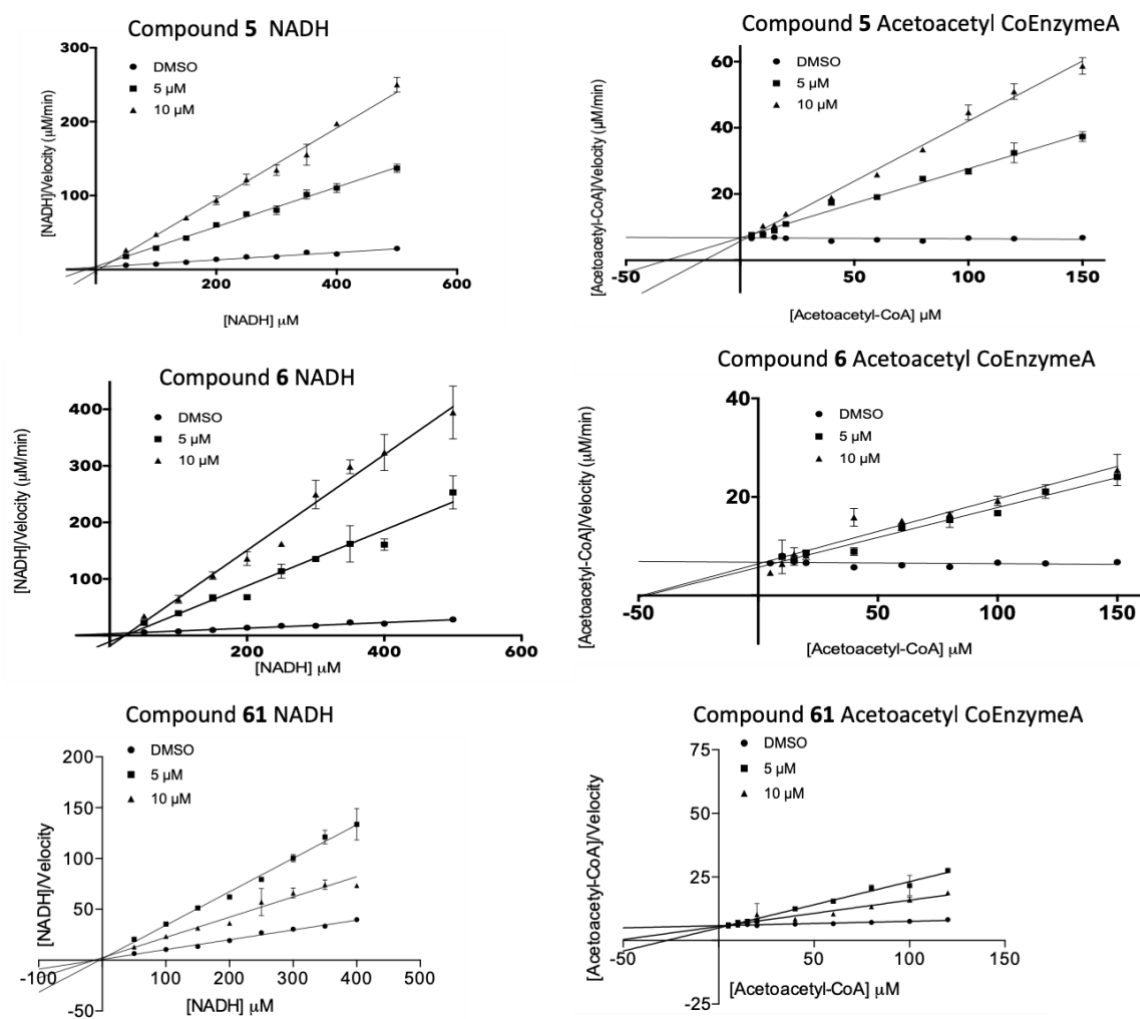 Compound 5 NADH
300
200
100
200
400
600
DMSO
5 µM
10 µM
[NADH]/Velocity (µM/min)
[NADH] µM
Compound 5 Acetoacetyl CoEnzymeA
60
40
20
-50
50
100
150
DMSO
5 µM
10 µM
[Acetoacetyl-CoA]/Velocity (µM/min)
[Acetoacetyl-CoA] µM
Compound 6 NADH
400
300
200
100
200
400
600
DMSO
5 µM
10 µM
[NADH]/Velocity (µM/min)
[NADH] µM
Compound 6 Acetoacetyl CoEnzymeA
40
20
-50
50
100
150
DMSO
5 µM
10 µM
[Acetoacetyl-CoA]/Velocity (µM/min)
[Acetoacetyl-CoA] µM
Compound 61 NADH
200
150
100
50
-50
-100
100
200
300
400
500
DMSO
5 µM
10 µM
[NADH]/Velocity
[NADH] µM
Compound 61 Acetoacetyl CoEnzymeA
75
50
25
-25
-50
50
100
150
DMSO
5 µM
10 µM
[Acetoacetyl-CoA]/Velocity
[Acetoacetyl-CoA] µM